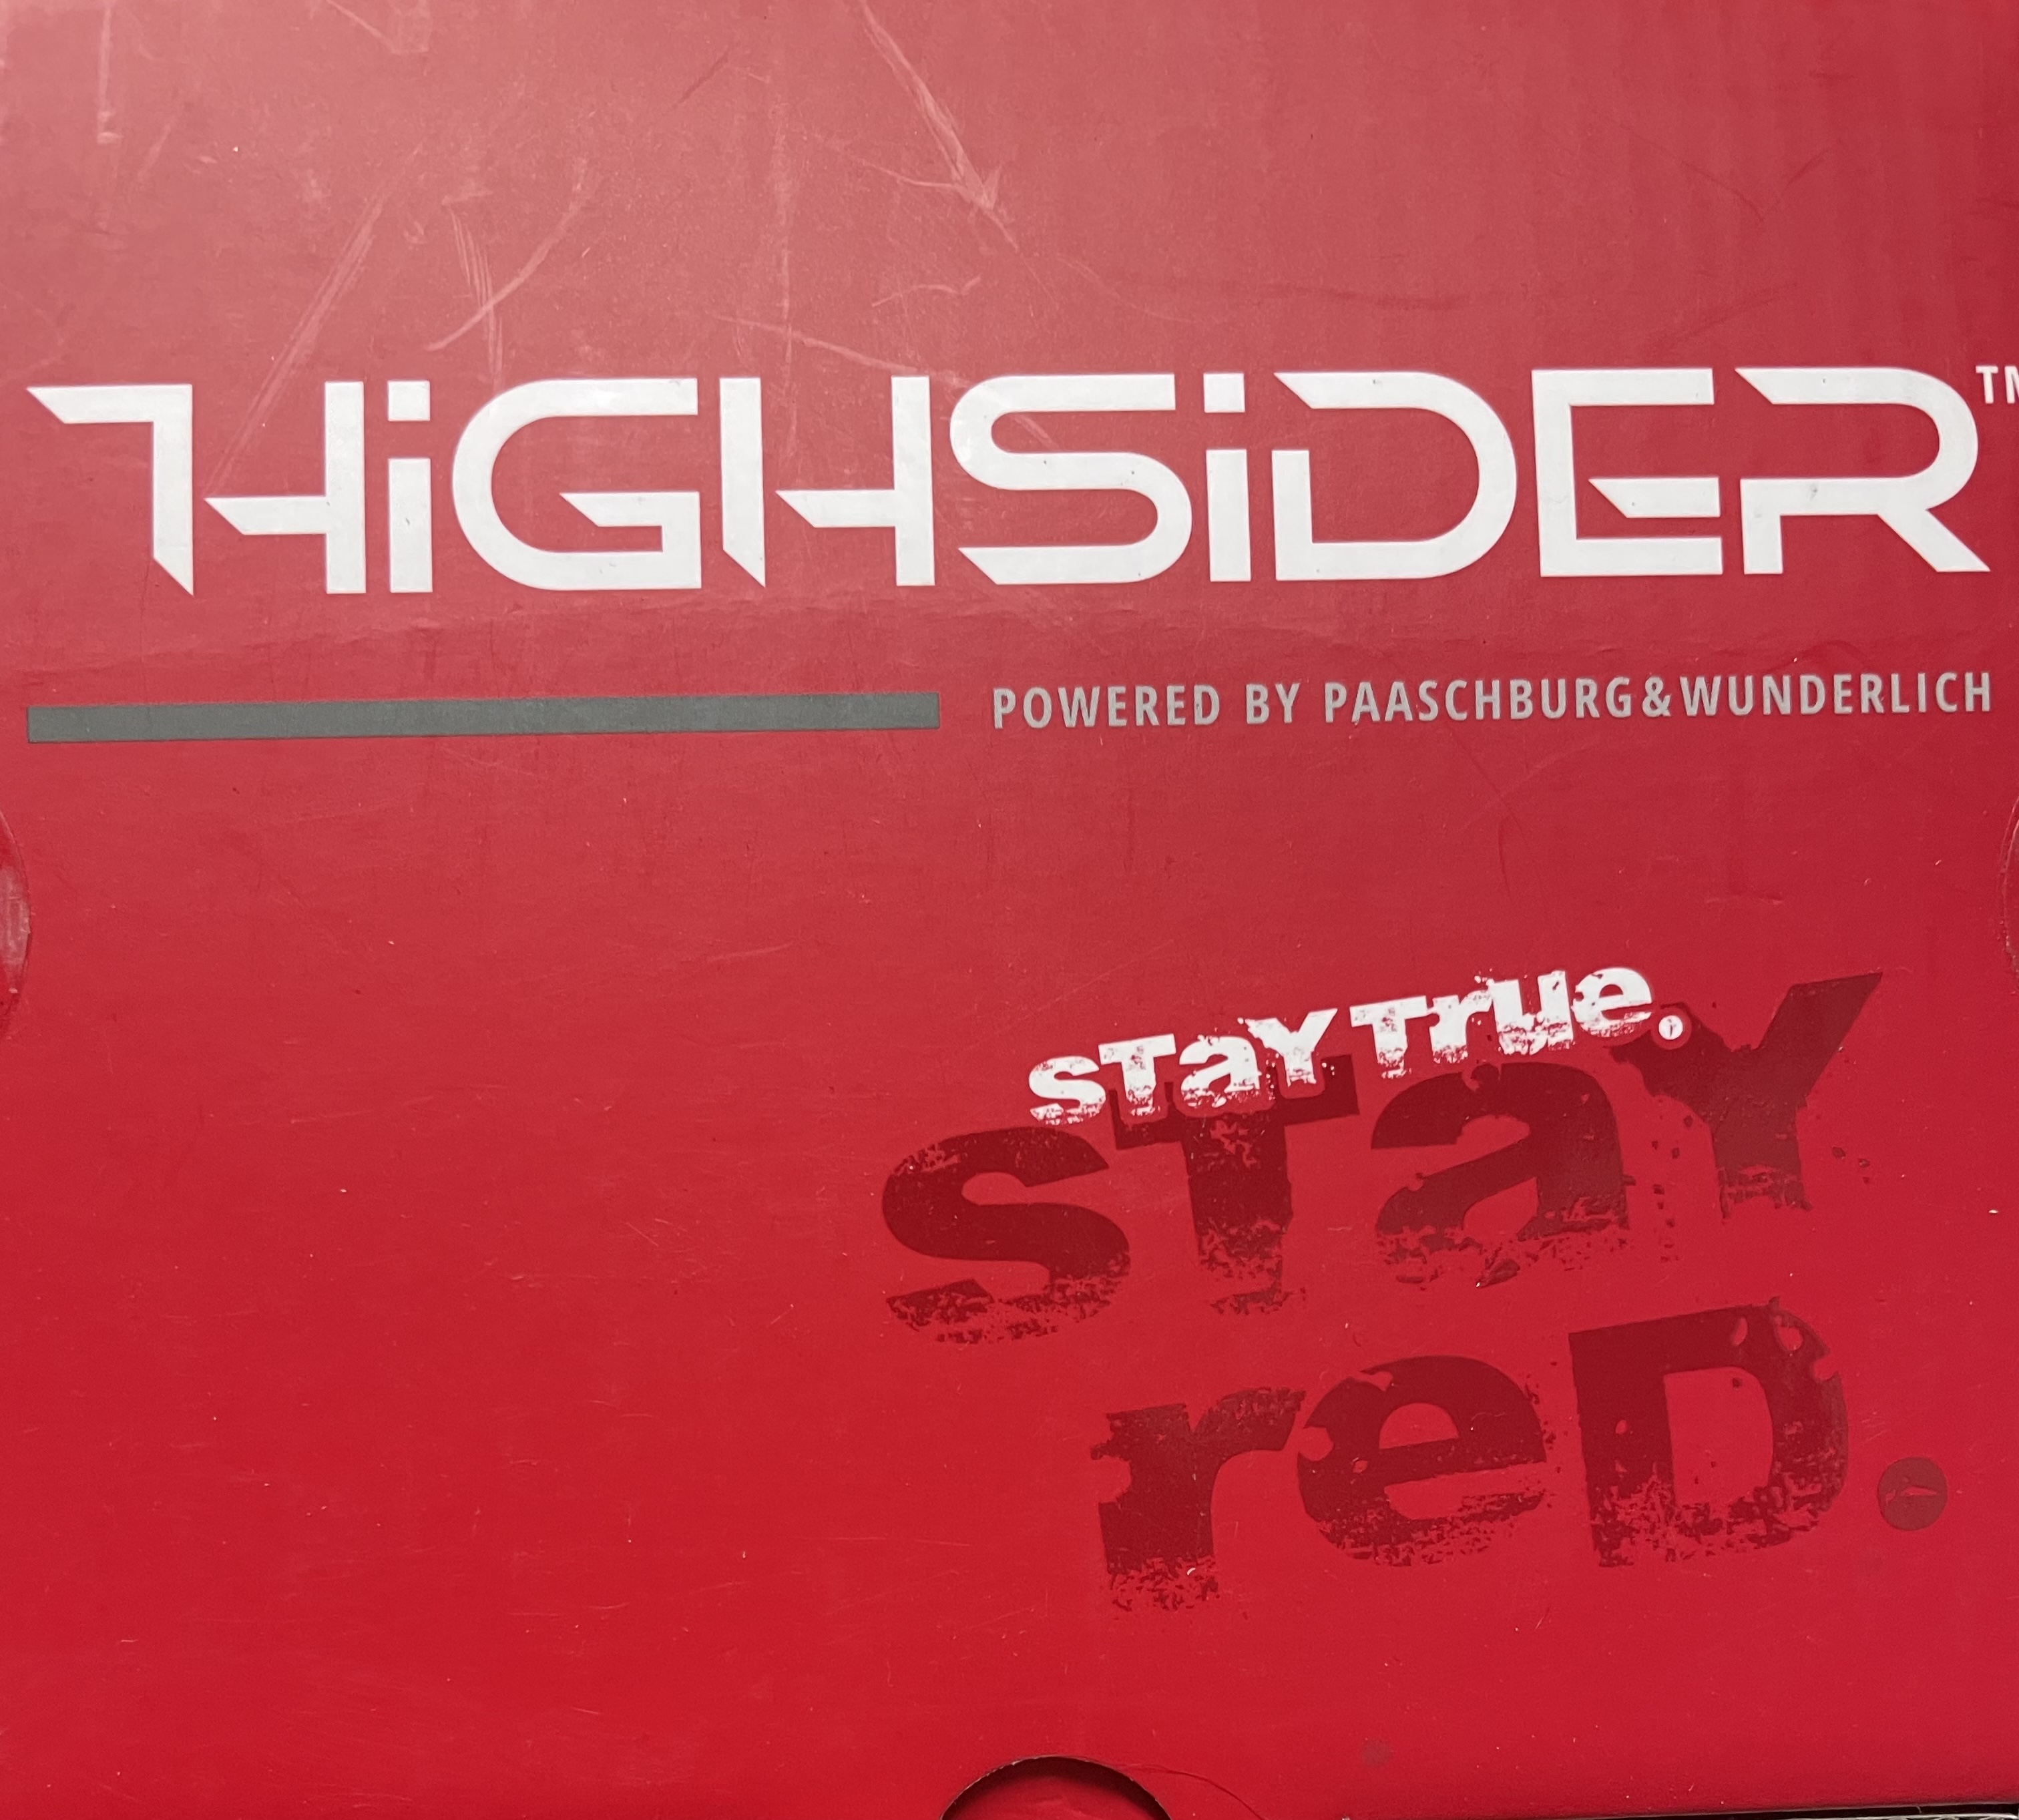 HiGHSiDER™
POWERED BY PAASCHBURG&WUNDERLICH
sTaY True.
sTaY
reD.